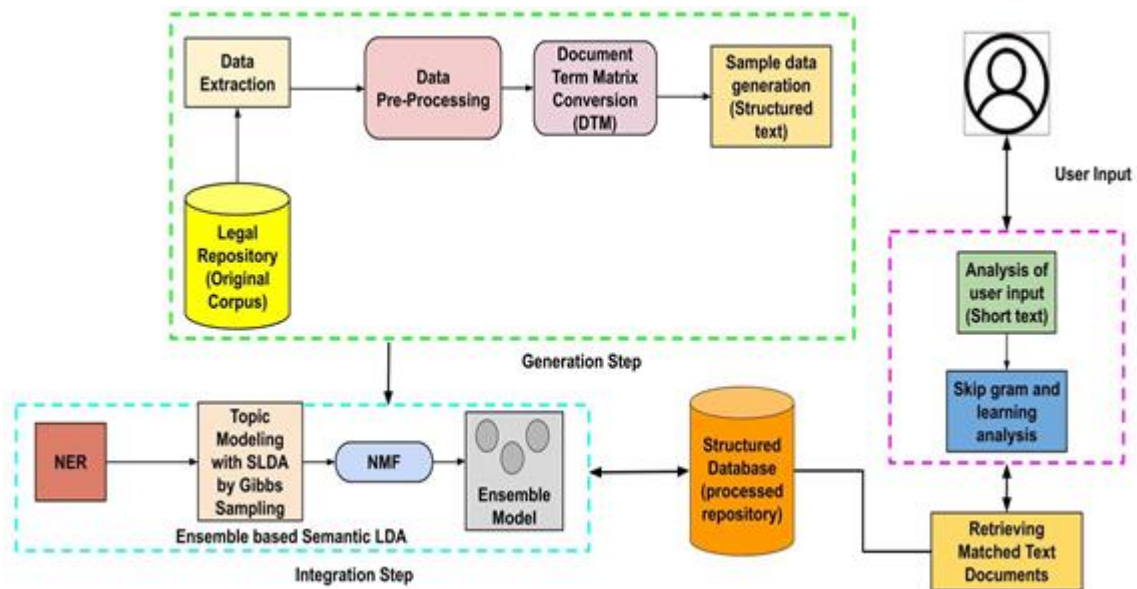 Data
Extraction
Data
Pre-Processing
Document
Term Matrix
Conversion
(DTM)
Sample data
generation
(Structured
text)
Legal
Repository
(Original
Corpus)
User Input
Analysis of
user input
(Short text)
Skip gram and
learning
analysis
Generation Step
NER
Topic
Modeling
with SLDA
by Gibbs
Sampling
NMF
Ensemble
Model
Ensemble based Semantic LDA
Integration Step
Structured
Database
(processed
repository)
Retrieving
Matched Text
Documents